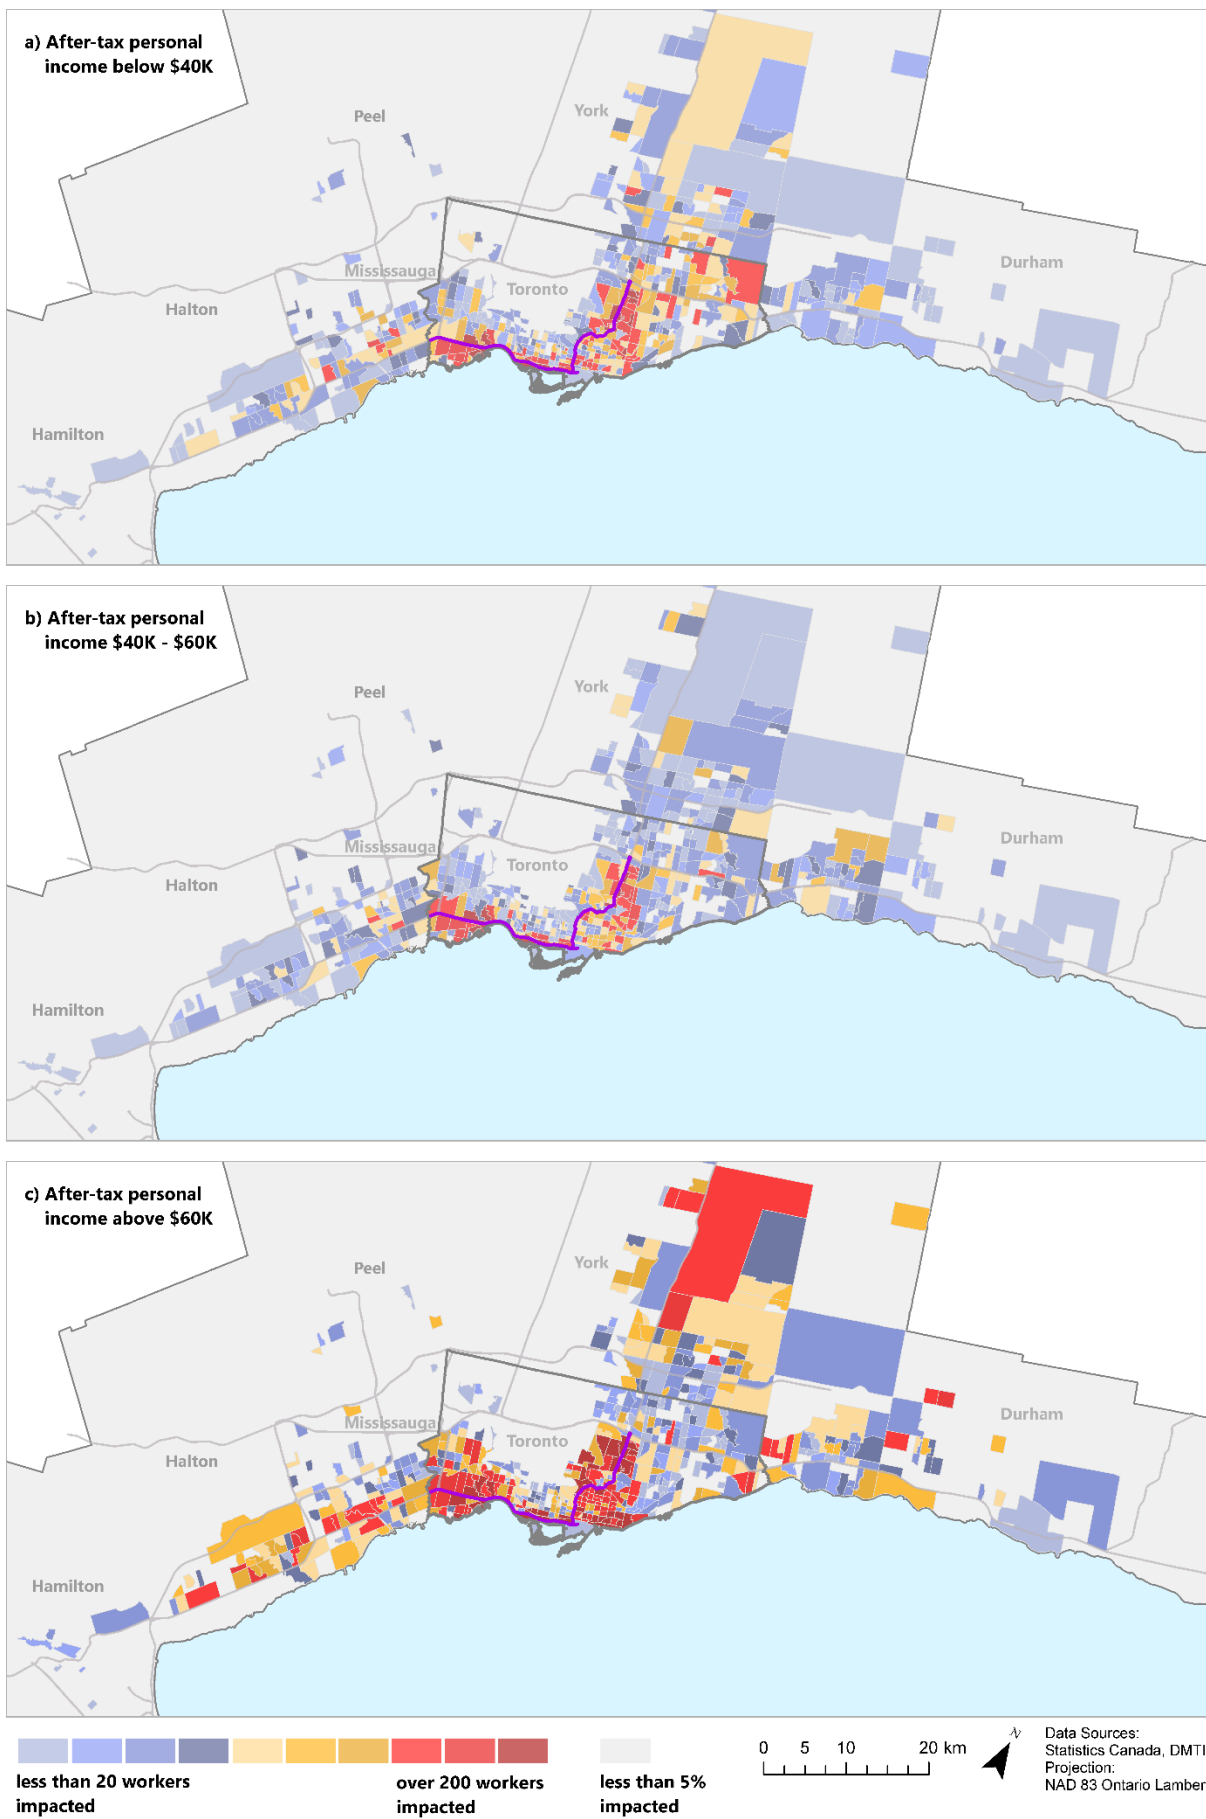 a) After-tax personal
income below $40K
Peel
York
Mississauga
Toronto
Durham
Halton
Hamilton
b) After-tax personal
income $40K - $60K
Peel
York
Mississauga
Toronto
Durham
Halton
Hamilton
c) After-tax personal
income above $60K
Peel
York
Mississauga
Toronto
Durham
Halton
Hamilton
less than 20 workers
impacted
over 200 workers
impacted
less than 5%
impacted
0 5 10 20 km
N
Data Sources:
Statistics Canada, DMTI
Projection:
NAD 83 Ontario Lamber